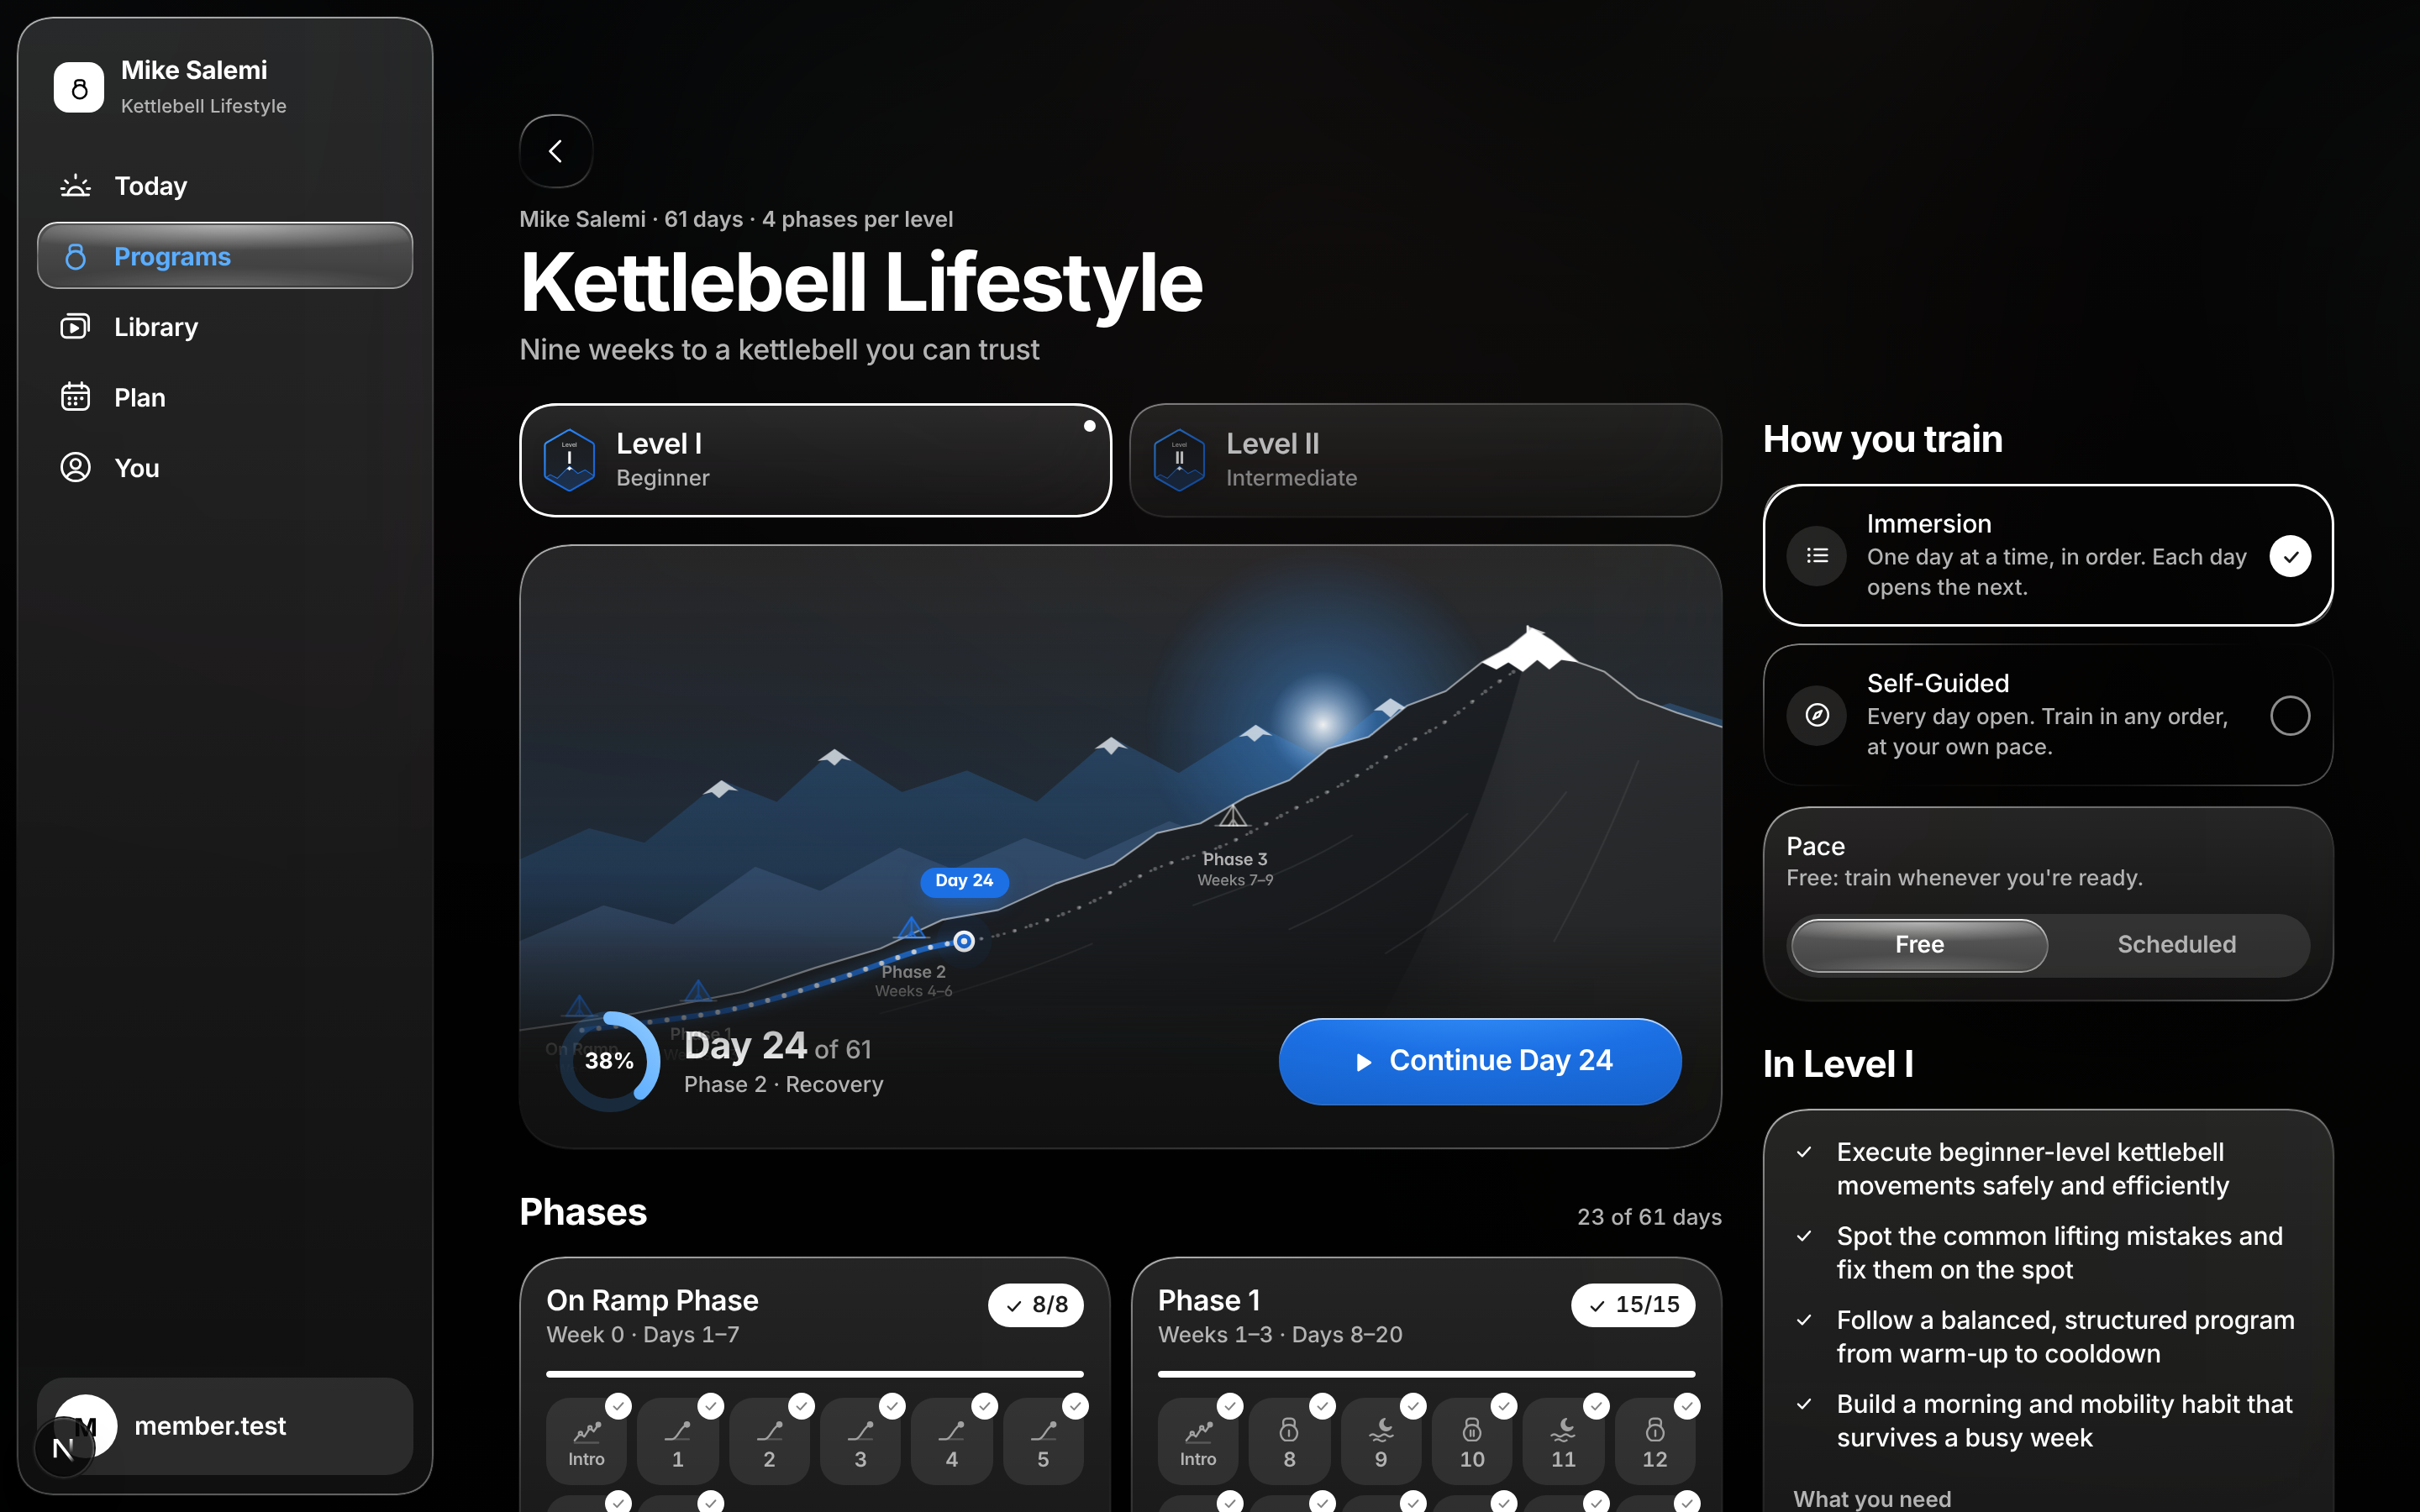 Mike Salemi
Kettlebell Lifestyle
Today
Programs
Library
Plan
You
M
N
member.test
Mike Salemi · 61 days · 4 phases per level
Kettlebell Lifestyle
Nine weeks to a kettlebell you can trust
Level
I
Level I
Beginner
Level
II
Level II
Intermediate
Day 24
Phase 3
Weeks 7–9
Phase 2
Weeks 4–6
Phase 1
On Ramp
38%
Day 24 of 61
Phase 2 · Recovery
Continue Day 24
Phases
23 of 61 days
On Ramp Phase
Week 0 · Days 1–7
8/8
Intro
1
2
3
4
5
Phase 1
Weeks 1–3 · Days 8–20
15/15
Intro
I
8
9
II
10
11
I
12
How you train
Immersion
One day at a time, in order. Each day
opens the next.
Self-Guided
Every day open. Train in any order,
at your own pace.
Pace
Free: train whenever you're ready.
Free
Scheduled
In Level I
Execute beginner-level kettlebell
movements safely and efficiently
Spot the common lifting mistakes and
fix them on the spot
Follow a balanced, structured program
from warm-up to cooldown
Build a morning and mobility habit that
survives a busy week
What you need